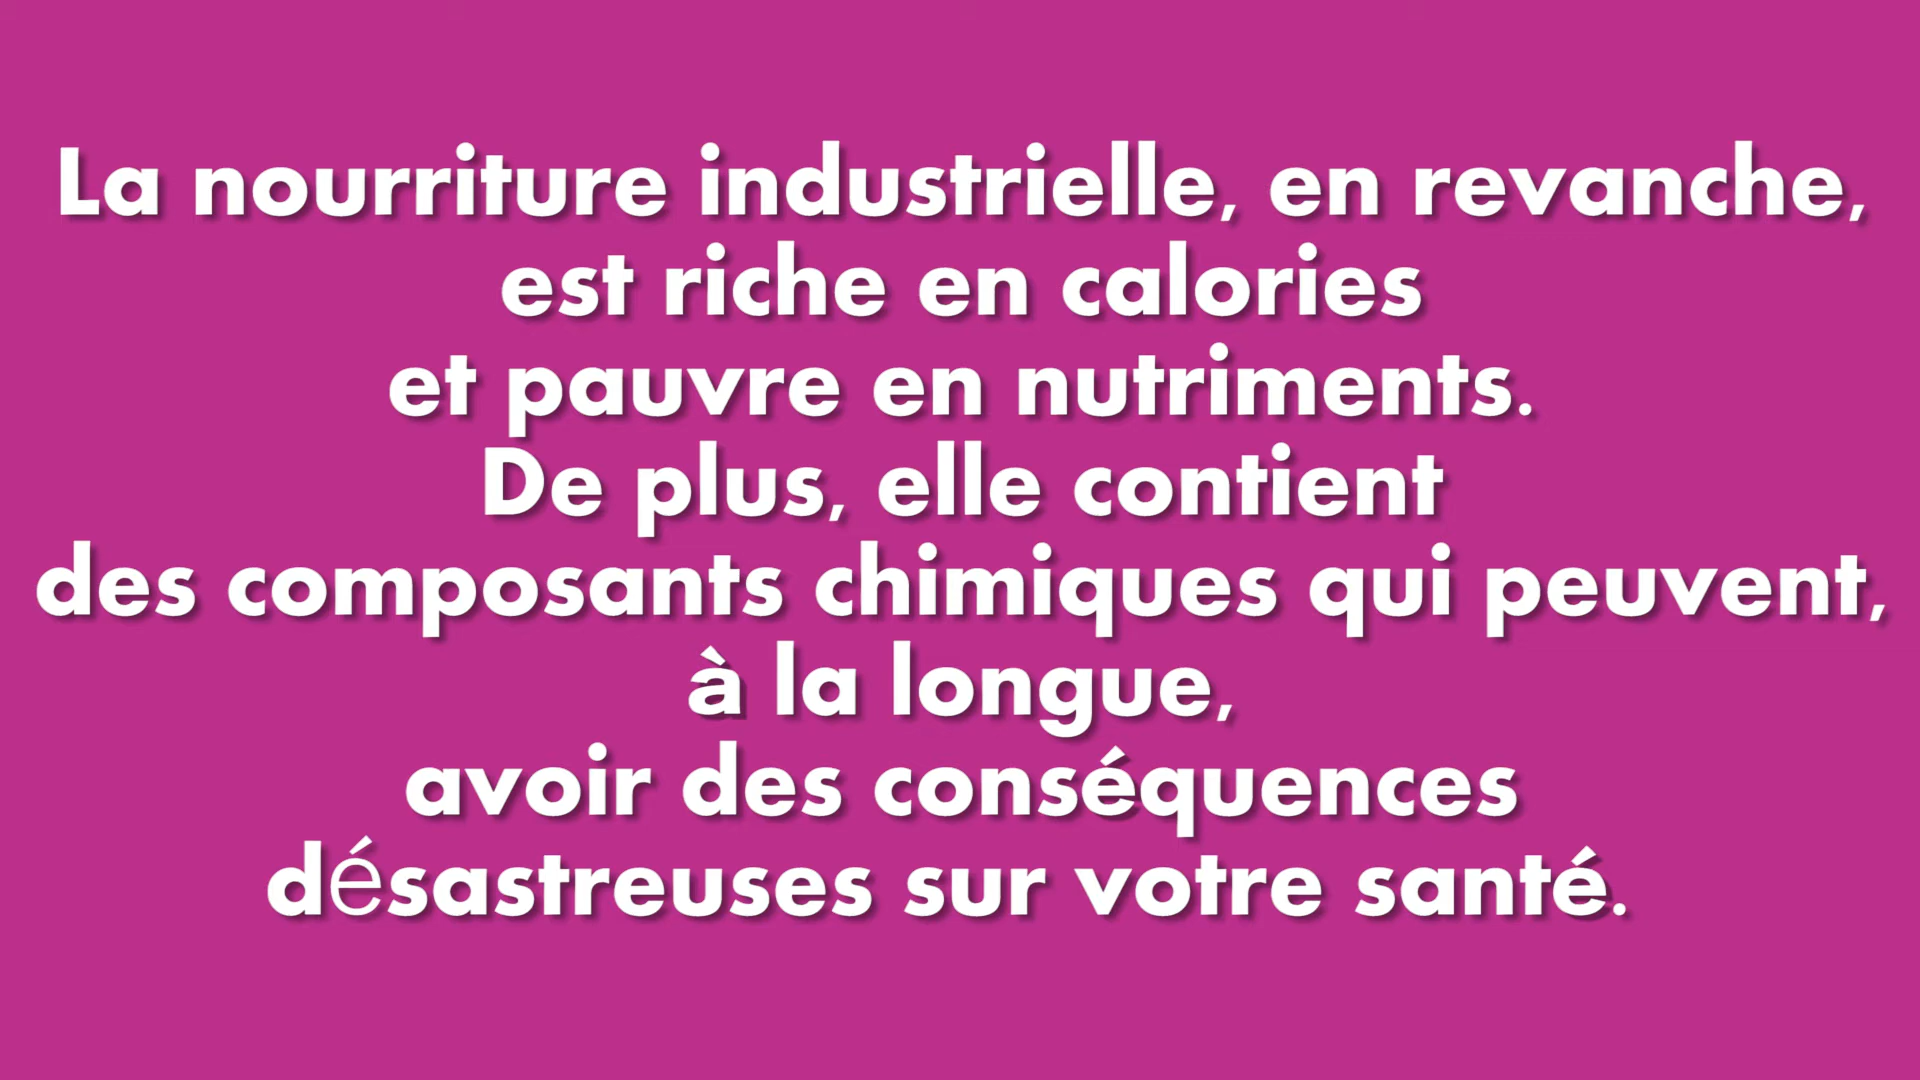 La nourriture industrielle, en revanche,
est riche en calories
et pauvre en nutriments.
De plus, elle contient
des composants chimiques qui peuvent,
à la longue,
avoir des conséquences
désastreuses sur votre santé.